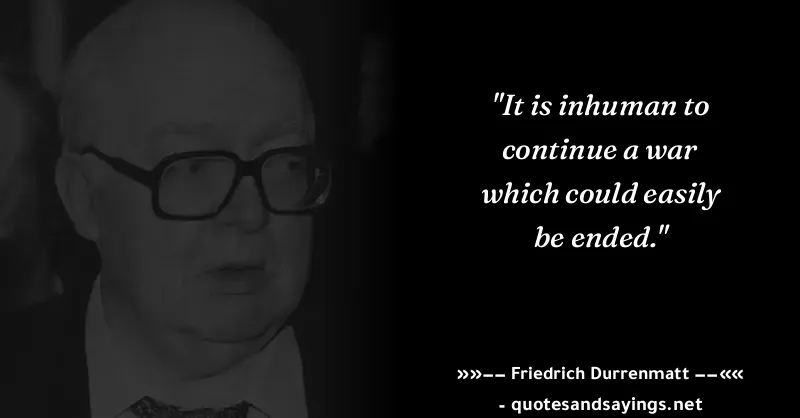 "It is inhuman to
continue a war
which could easily
be ended."
»»–– Friedrich Durrenmatt ––««
- quotesandsayings.net